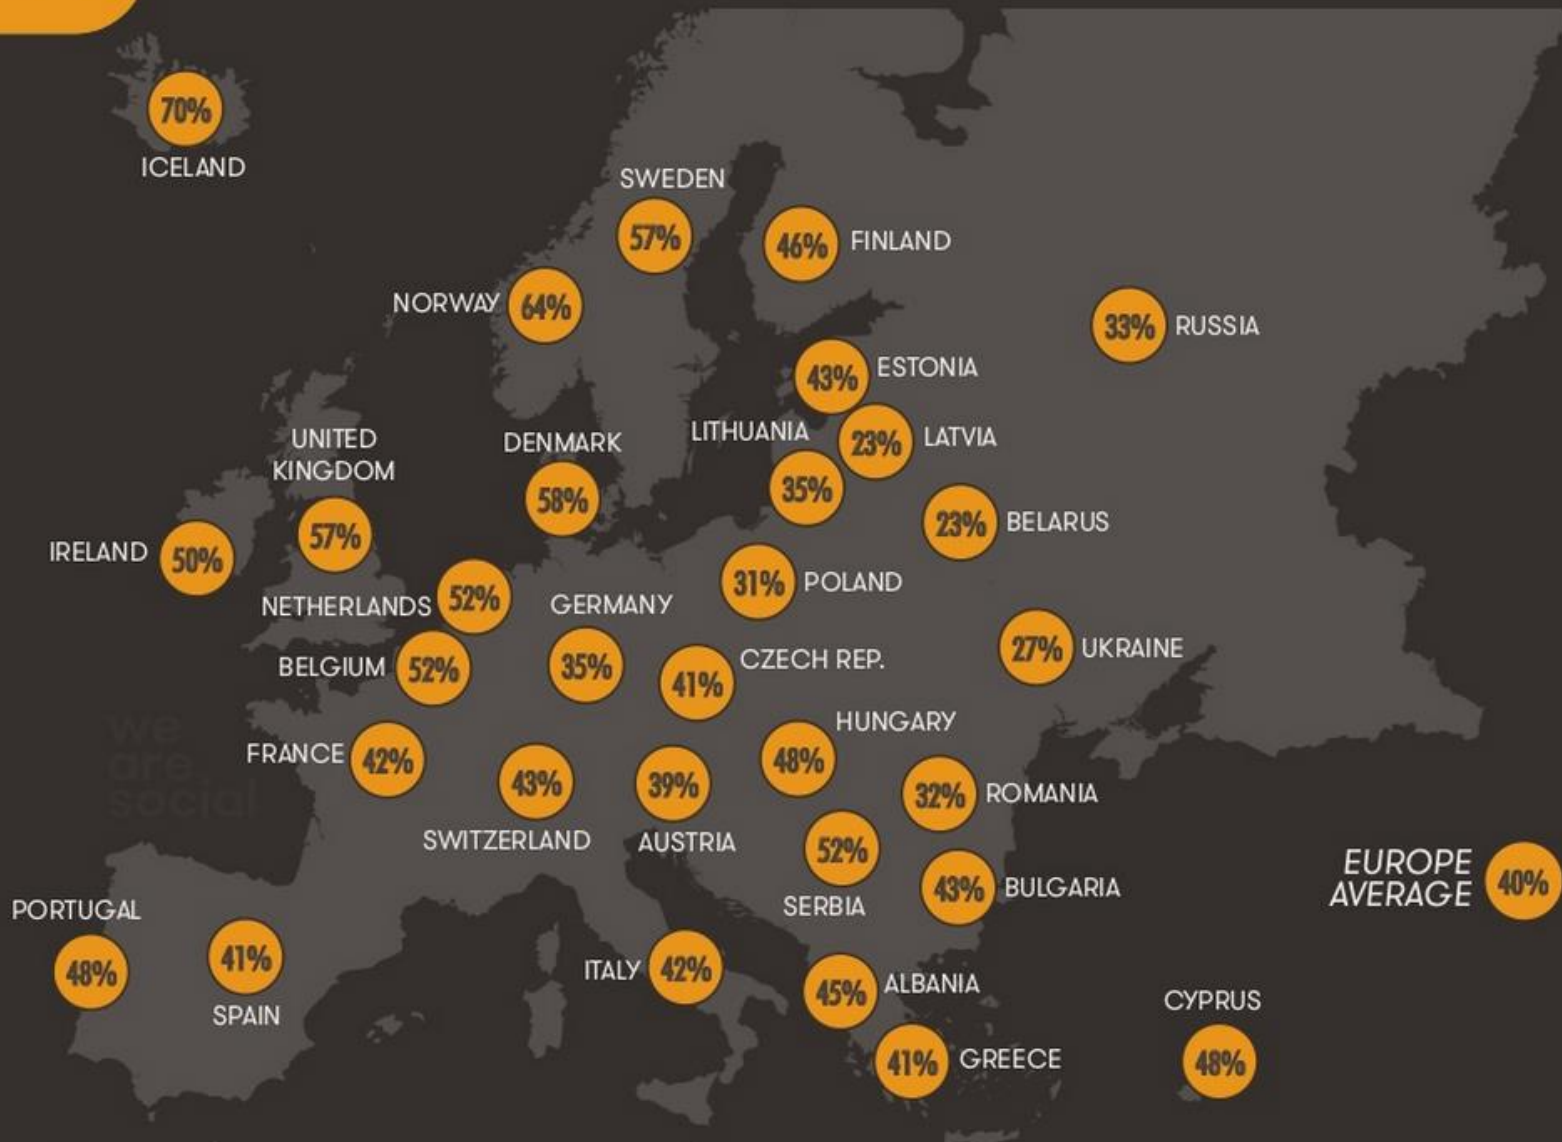 70%
ICELAND
SWEDEN
57%
46% FINLAND
NORWAY 64%
33% RUSSIA
43% ESTONIA
LITHUANIA
23% LATVIA
35%
UNITED
KINGDOM
57%
DENMARK
58%
23% BELARUS
IRELAND 50%
NETHERLANDS 52%
GERMANY
35%
31% POLAND
BELGIUM 52%
41% CZECH REP.
27% UKRAINE
we
are
social
FRANCE 42%
43%
SWITZERLAND
39%
AUSTRIA
HUNGARY
48%
32% ROMANIA
52%
SERBIA
43% BULGARIA
EUROPE
AVERAGE 40%
PORTUGAL
48%
41%
SPAIN
ITALY 42%
45% ALBANIA
41% GREECE
CYPRUS
48%